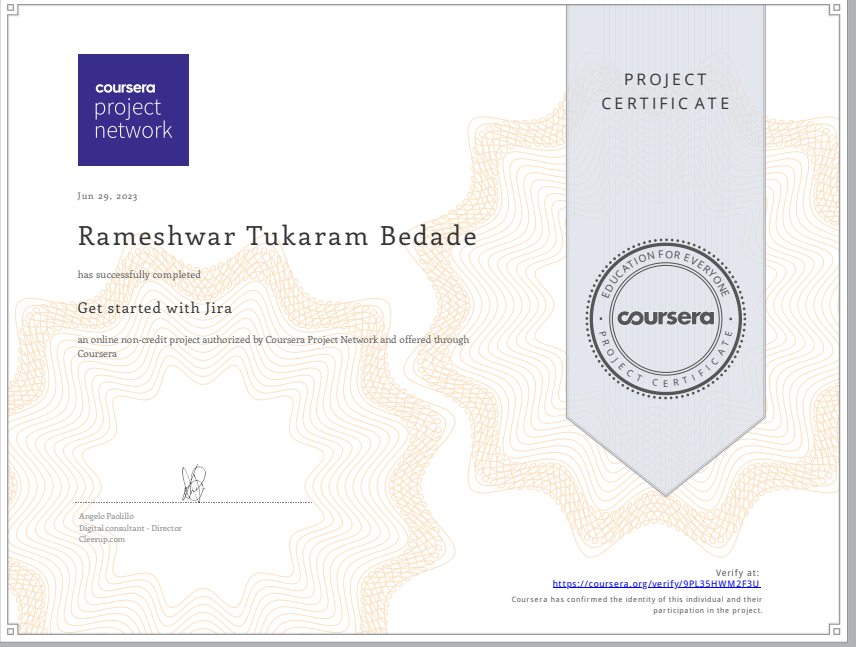 coursera
project
network
PROJECT
CERTIFICATE
Jun 29, 2023
Rameshwar Tukaram Bedade
has successfully completed
Get started with Jira
an online non-credit project authorized by Coursera Project Network and offered through
Coursera
EDUCATION FOR EVERYONE
coursera
PROJECT CERTIFICATE
Angelo Paolillo
Digital consultant - Director
Cleerup.com
Verify at:
https://coursera.org/verify/9PL35HWM2F3U
Coursera has confirmed the identity of this individual and their
participation in the project.